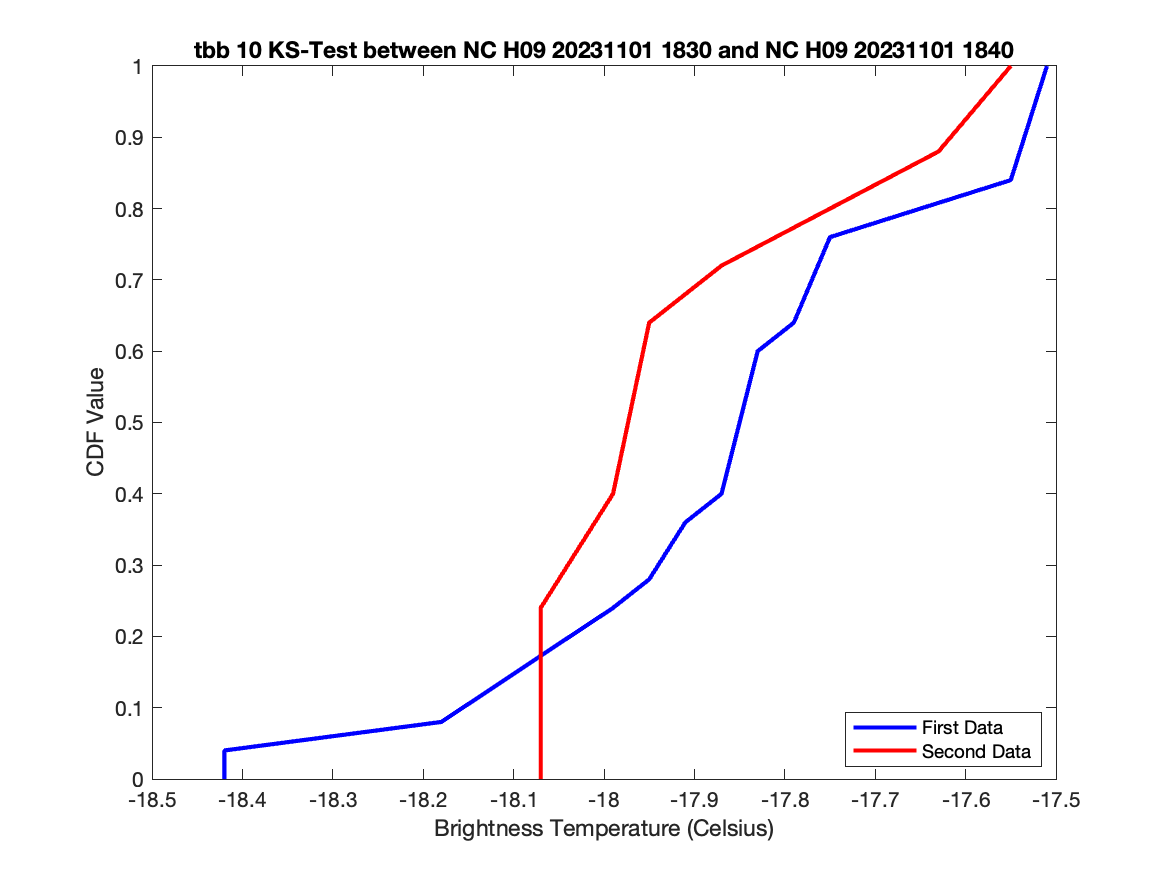 tbb 10 KS-Test between NC H09 20231101 1830 and NC H09 20231101 1840
1
0.9
0.8
0.7
0.6
0.5
0.4
0.3
0.2
0.1
0
CDF Value
First Data
Second Data
-18.5 -18.4 -18.3 -18.2 -18.1 -18 -17.9 -17.8 -17.7 -17.6 -17.5
Brightness Temperature (Celsius)